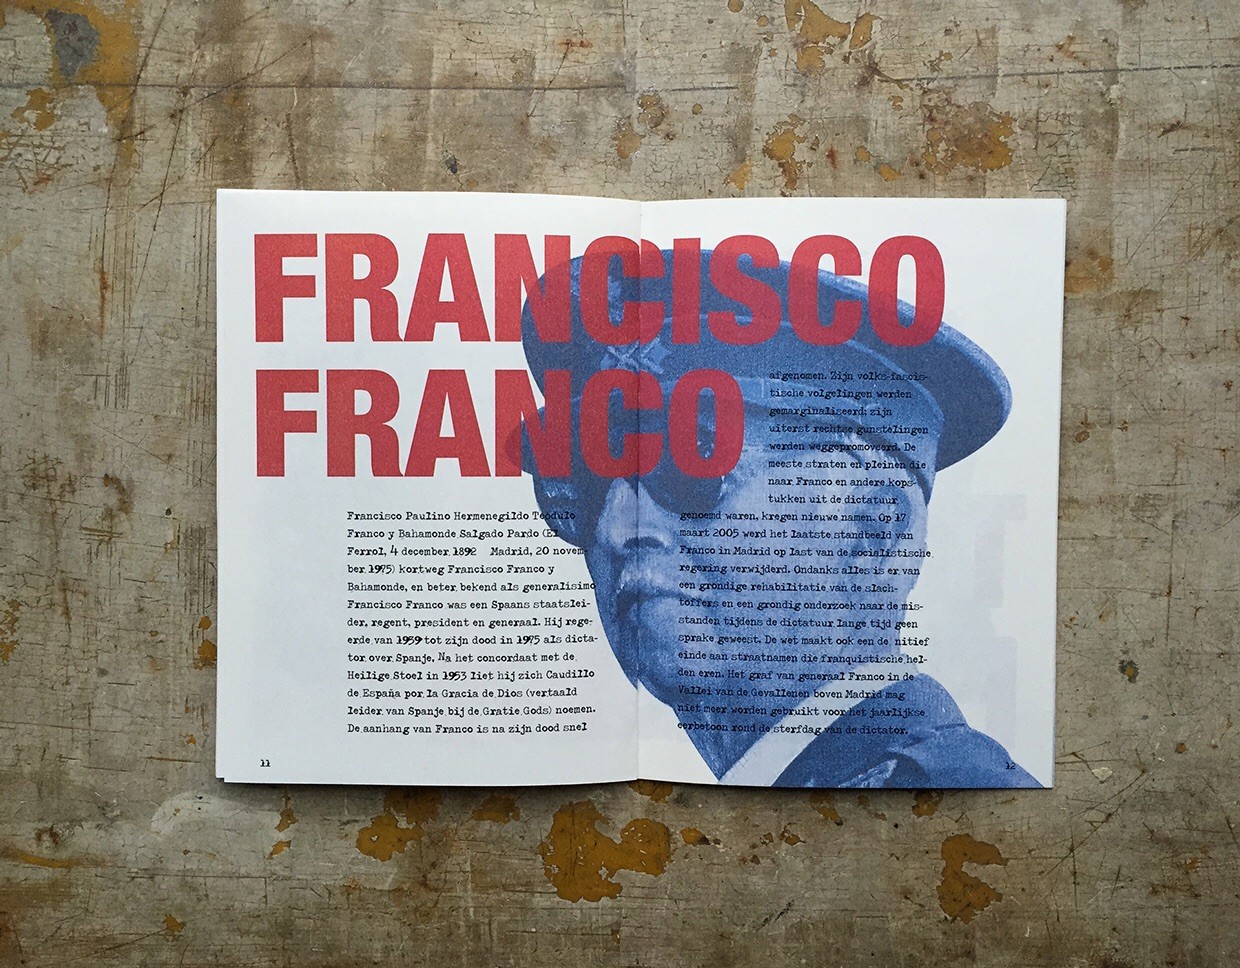 FRANCISCO
FRANCO
Francisco Paulino Hermenegildo Teódulo
Franco y Bahamonde Salgado Pardo (El
Ferrol, 4 december 1892 Madrid, 20 novem-
ber 1975) kortweg Francisco Franco y
Bahamonde, en beter bekend als generalísimo
Francisco Franco was een Spaans staatslei-
der, regent, president en generaal. Hij rege-
erde van 1959 tot zijn dood in 1975 als dicta-
tor over Spanje. Na het concordaat met de
Heilige Stoel in 1953 liet hij zich Caudillo
de España por la Gracia de Dios (vertaald
leider van Spanje bij de Gratie Gods) noemen.
De aanhang van Franco is na zijn dood snel
11
afgenomen. Zijn volks-fascis-
tische volgelingen werden
gemarginaliseerd; zijn
uiterst rechtse gunstelingen
werden weggepromoveerd. De
meeste straten en pleinen die
naar Franco en andere kops-
tukken uit de dictatuur
genoemd waren, kregen nieuwe namen. Op 17
maart 2005 werd het laatste standbeeld van
Franco in Madrid op last van de socialistische
regering verwijderd. Ondanks alles is er van
een grondige rehabilitatie van de slach-
toffers en een grondig onderzoek naar de mis-
standen tijdens de dictatuur lange tijd geen
sprake geweest. De wet maakt ook een de nitief
einde aan straatnamen die franquistische hel-
den eren. Het graf van generaal Franco in de
Vallei van de Gevallenen boven Madrid mag
niet meer worden gebruikt voor het jaarlijkse
eerbetoon rond de sterfdag van de dictator.
12